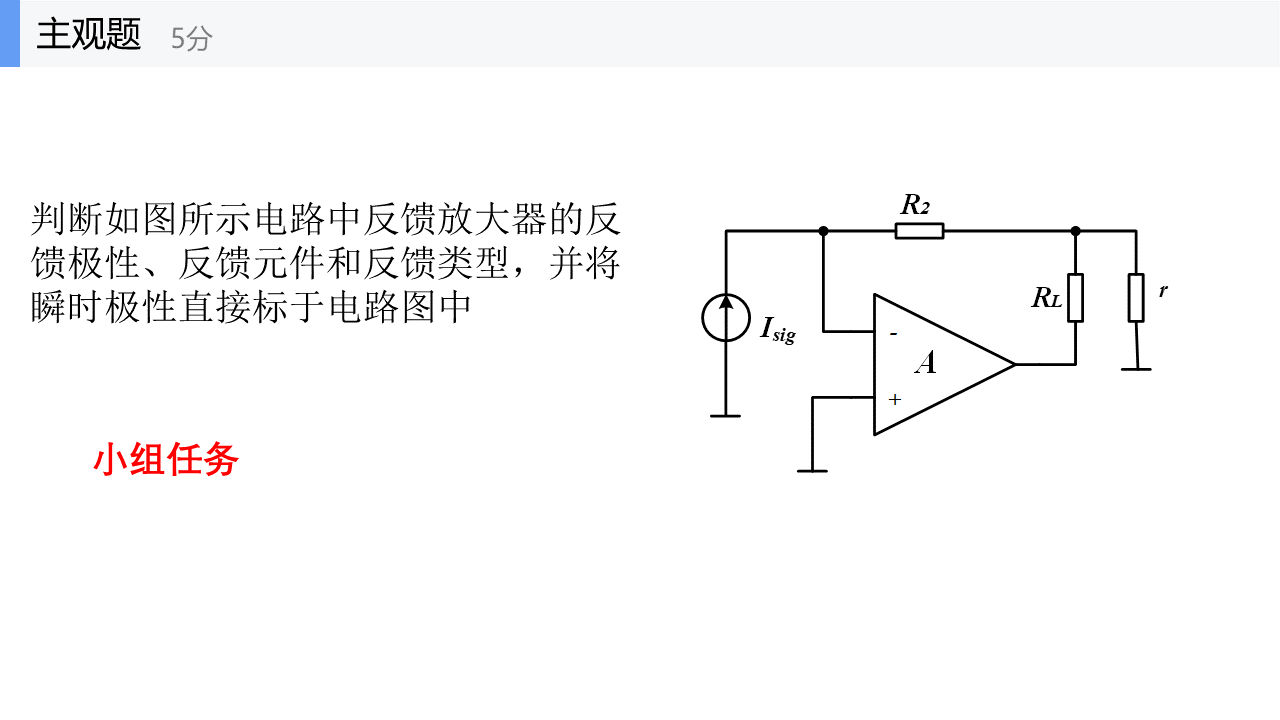 主观题 5分
判断如图所示电路中反馈放大器的反
馈极性、反馈元件和反馈类型，并将
瞬时极性直接标于电路图中
小组任务
R2
RL
r
Isig
-
A
+